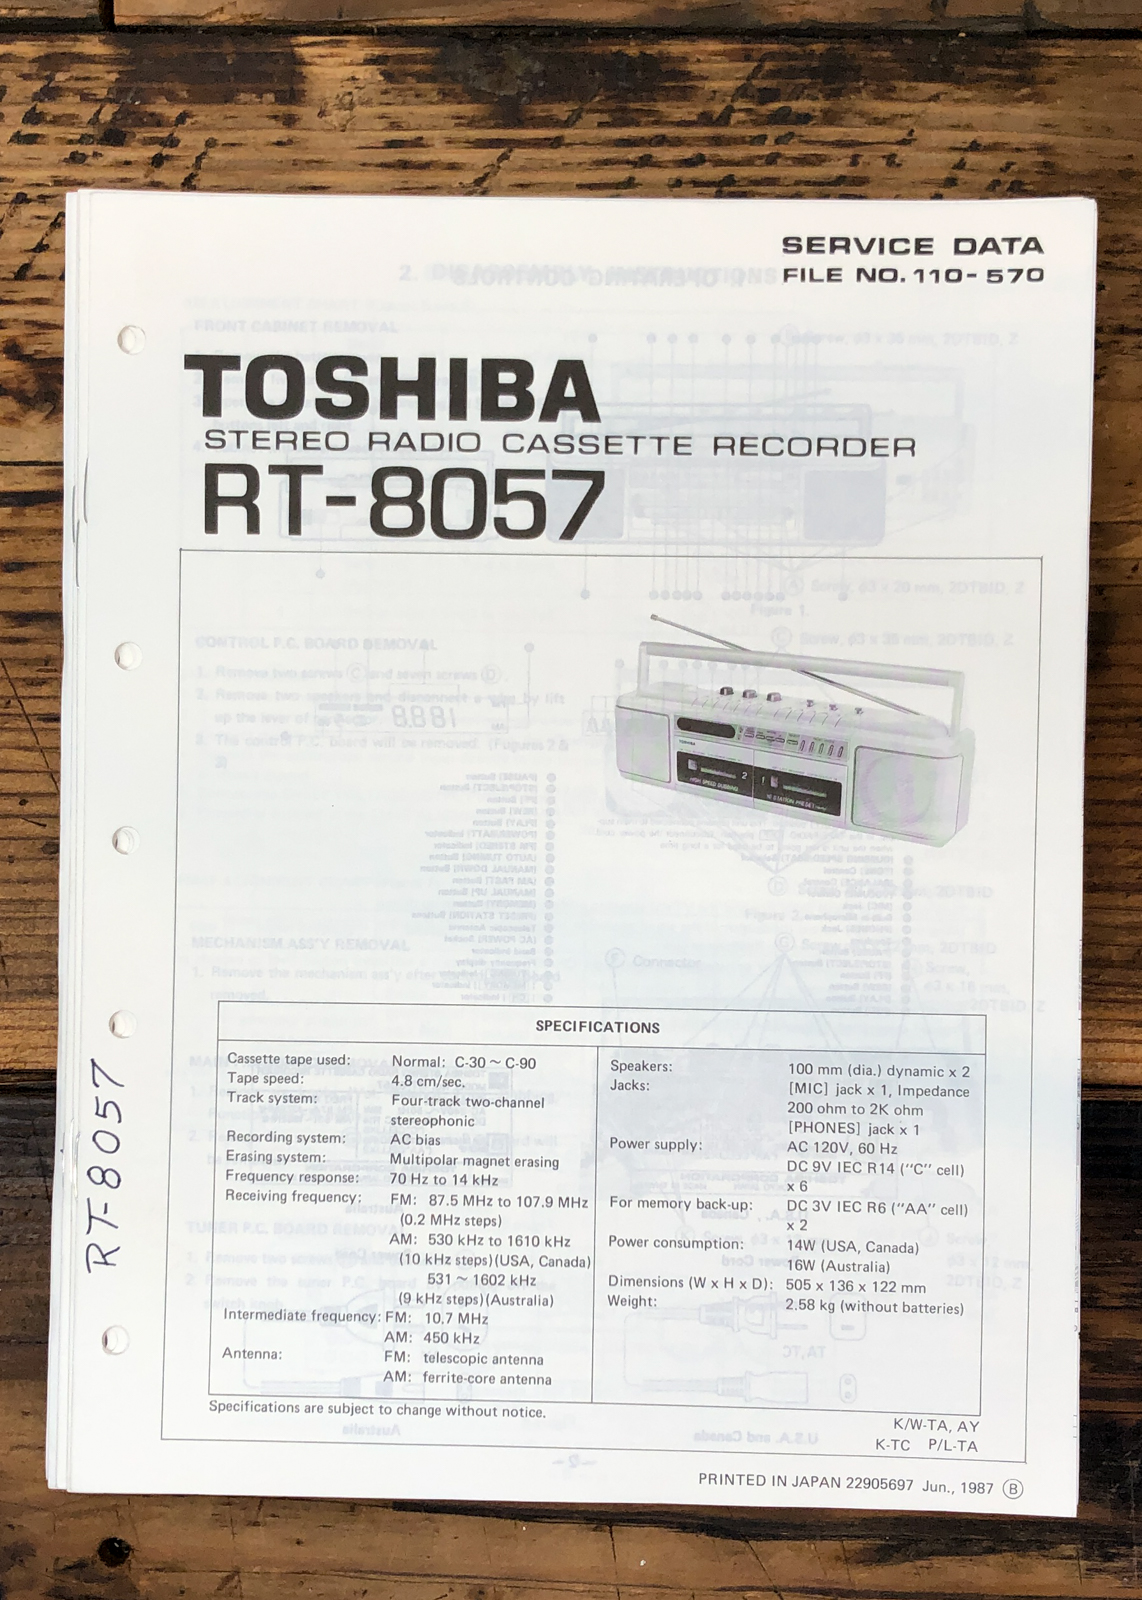 SERVICE DATA
FILE NO. 110-570
TOSHIBA
STEREO RADIO CASSETTE RECORDER
RT-8057
2
1
HIGH SPEED DUBBING
10 STATION PRESET
SPECIFICATIONS
Cassette tape used: Normal: C-30 ~ C-90
Tape speed: 4.8 cm/sec.
Track system: Four-track two-channel
stereophonic
Recording system: AC bias
Erasing system: Multipolar magnet erasing
Frequency response: 70 Hz to 14 kHz
Receiving frequency: FM: 87.5 MHz to 107.9 MHz
(0.2 MHz steps)
AM: 530 kHz to 1610 kHz
(10 kHz steps)(USA, Canada)
531 ~ 1602 kHz
(9 kHz steps)(Australia)
Intermediate frequency: FM: 10.7 MHz
AM: 450 kHz
Antenna: FM: telescopic antenna
AM: ferrite-core antenna
Speakers: 100 mm (dia.) dynamic x 2
Jacks: [MIC] jack x 1, Impedance
200 ohm to 2K ohm
[PHONES] jack x 1
Power supply: AC 120V, 60 Hz
DC 9V IEC R14 ("C" cell)
x 6
For memory back-up: DC 3V IEC R6 ("AA" cell)
x 2
Power consumption: 14W (USA, Canada)
16W (Australia)
Dimensions (W x H x D): 505 x 136 x 122 mm
Weight: 2.58 kg (without batteries)
Specifications are subject to change without notice.
K/W-TA, AY
K-TC P/L-TA
PRINTED IN JAPAN 22905697 Jun., 1987 B
RT-8057